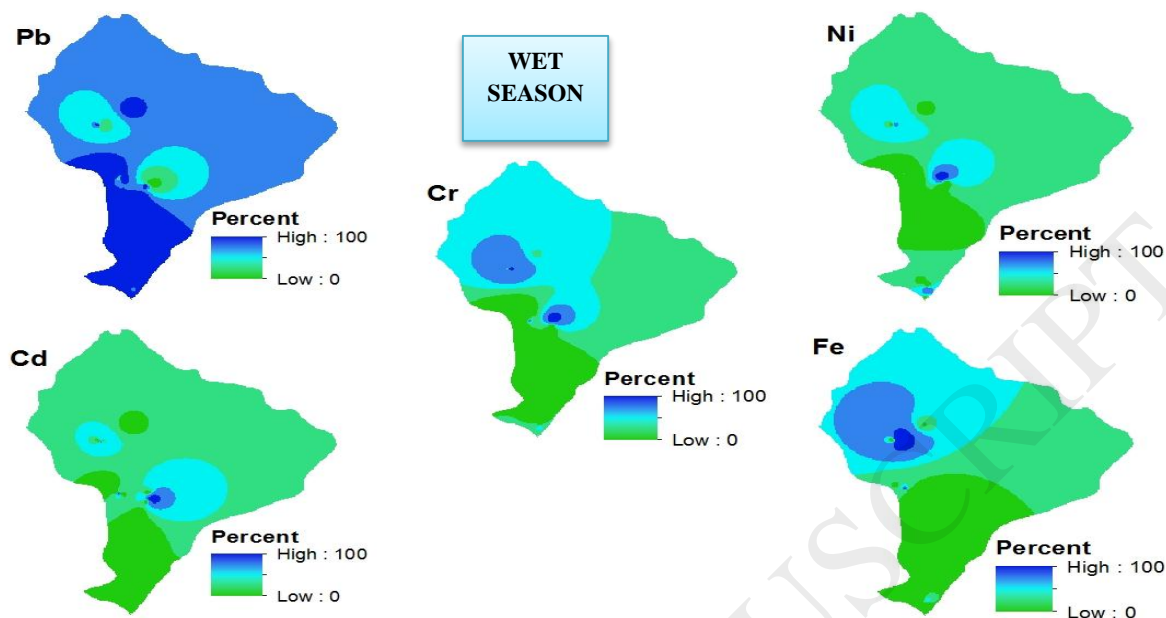 Pb
WET
SEASON
Ni
Percent
High : 100
Low : 0
Cr
Percent
High : 100
Low : 0
Percent
High : 100
Low : 0
Cd
Percent
High : 100
Low : 0
Fe
Percent
High : 100
Low : 0
USCRIPT